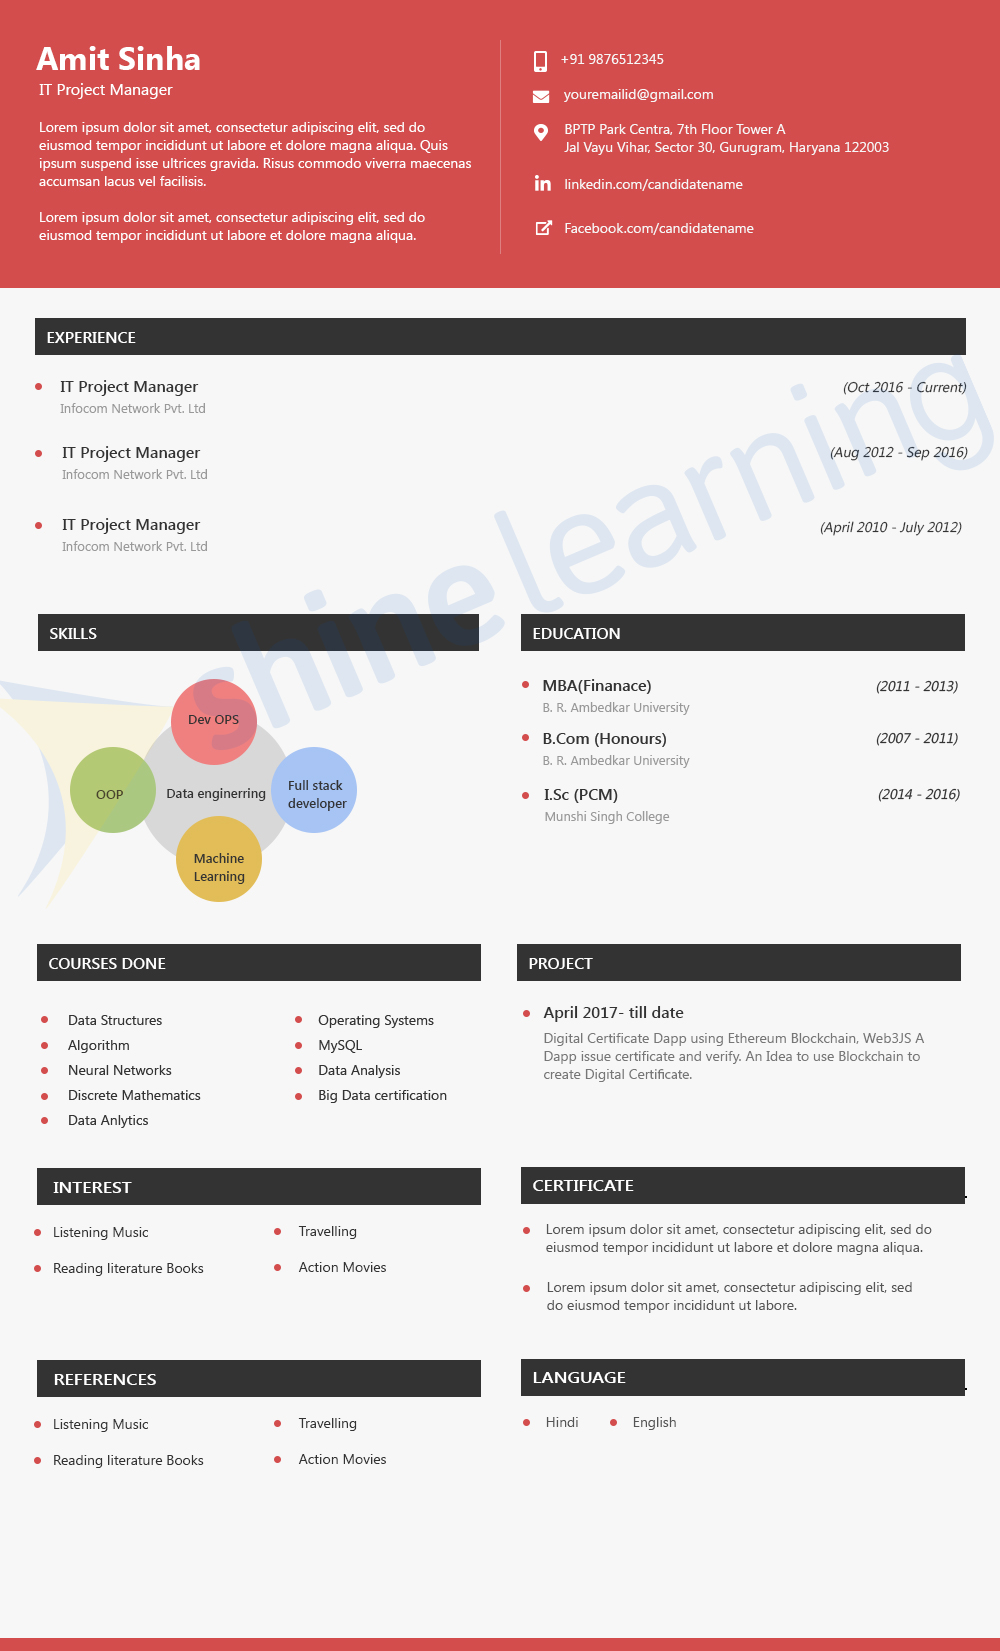 Amit Sinha
IT Project Manager
Lorem ipsum dolor sit amet, consectetur adipiscing elit, sed do
eiusmod tempor incididunt ut labore et dolore magna aliqua. Quis
ipsum suspend isse ultrices gravida. Risus commodo viverra maecenas
accumsan lacus vel facilisis.
Lorem ipsum dolor sit amet, consectetur adipiscing elit, sed do
eiusmod tempor incididunt ut labore et dolore magna aliqua.
+91 9876512345
youremailid@gmail.com
BPTP Park Centra, 7th Floor Tower A
Jal Vayu Vihar, Sector 30, Gurugram, Haryana 122003
in
linkedin.com/candidatename
Facebook.com/candidatename
EXPERIENCE
IT Project Manager (Oct 2016 - Current)
Infocom Network Pvt. Ltd
IT Project Manager (Aug 2012 - Sep 2016)
Infocom Network Pvt. Ltd
IT Project Manager (April 2010 - July 2012)
Infocom Network Pvt. Ltd
shine learning
SKILLS
Dev OPS
OOP
Data enginerring
Full stack
developer
Machine
Learning
EDUCATION
MBA(Finanace) (2011 - 2013)
B. R. Ambedkar University
B.Com (Honours) (2007 - 2011)
B. R. Ambedkar University
I.Sc (PCM) (2014 - 2016)
Munshi Singh College
COURSES DONE
Data Structures
Algorithm
Neural Networks
Discrete Mathematics
Data Anlytics
Operating Systems
MySQL
Data Analysis
Big Data certification
PROJECT
April 2017- till date
Digital Certificate Dapp using Ethereum Blockchain, Web3JS A
Dapp issue certificate and verify. An Idea to use Blockchain to
create Digital Certificate.
INTEREST
Listening Music
Reading literature Books
Travelling
Action Movies
CERTIFICATE
Lorem ipsum dolor sit amet, consectetur adipiscing elit, sed do
eiusmod tempor incididunt ut labore et dolore magna aliqua.
Lorem ipsum dolor sit amet, consectetur adipiscing elit, sed
do eiusmod tempor incididunt ut labore.
REFERENCES
Listening Music
Reading literature Books
Travelling
Action Movies
LANGUAGE
Hindi
English